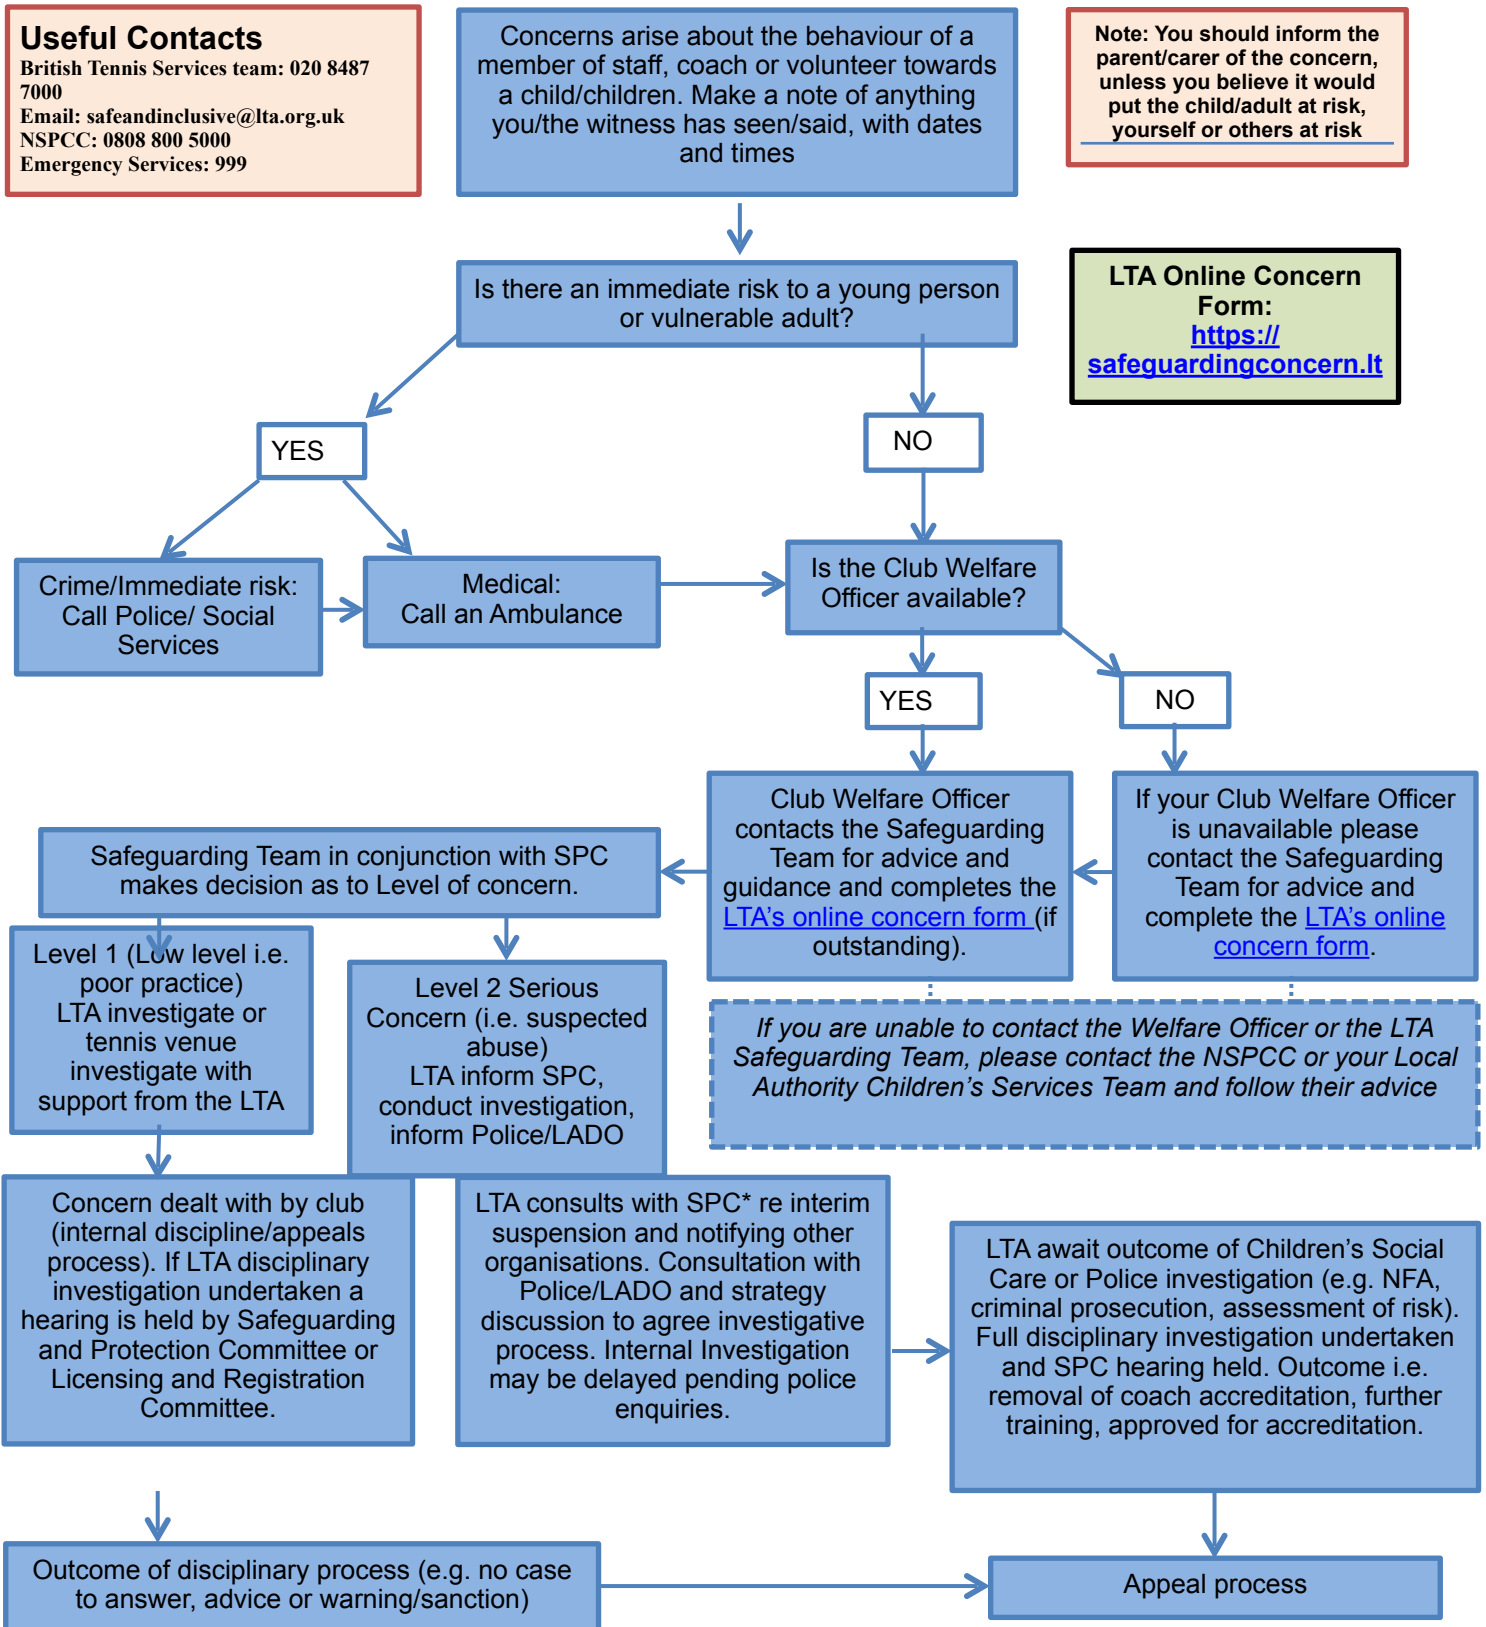 Useful Contacts
British Tennis Services team: 020 8487
7000
Email: safeandinclusive@lta.org.uk
NSPCC: 0808 800 5000
Emergency Services: 999
Concerns arise about the behaviour of a
member of staff, coach or volunteer towards
a child/children. Make a note of anything
you/the witness has seen/said, with dates
and times
Note: You should inform the
parent/carer of the concern,
unless you believe it would
put the child/adult at risk,
yourself or others at risk
Is there an immediate risk to a young person
or vulnerable adult?
LTA Online Concern
Form:
https://
safeguardingconcern.lt
YES
NO
Crime/Immediate risk:
Call Police/ Social
Services
Medical:
Call an Ambulance
Is the Club Welfare
Officer available?
YES
NO
Club Welfare Officer
contacts the Safeguarding
Team for advice and
guidance and completes the
LTA's online concern form (if
outstanding).
If your Club Welfare Officer
is unavailable please
contact the Safeguarding
Team for advice and
complete the LTA's online
concern form.
Safeguarding Team in conjunction with SPC
makes decision as to Level of concern.
Level 1 (Low level i.e.
poor practice)
LTA investigate or
tennis venue
investigate with
support from the LTA
Level 2 Serious
Concern (i.e. suspected
abuse)
LTA inform SPC,
conduct investigation,
inform Police/LADO
If you are unable to contact the Welfare Officer or the LTA
Safeguarding Team, please contact the NSPCC or your Local
Authority Children's Services Team and follow their advice
Concern dealt with by club
(internal discipline/appeals
process). If LTA disciplinary
investigation undertaken a
hearing is held by Safeguarding
and Protection Committee or
Licensing and Registration
Committee.
LTA consults with SPC* re interim
suspension and notifying other
organisations. Consultation with
Police/LADO and strategy
discussion to agree investigative
process. Internal Investigation
may be delayed pending police
enquiries.
LTA await outcome of Children's Social
Care or Police investigation (e.g. NFA,
criminal prosecution, assessment of risk).
Full disciplinary investigation undertaken
and SPC hearing held. Outcome i.e.
removal of coach accreditation, further
training, approved for accreditation.
Outcome of disciplinary process (e.g. no case
to answer, advice or warning/sanction)
Appeal process